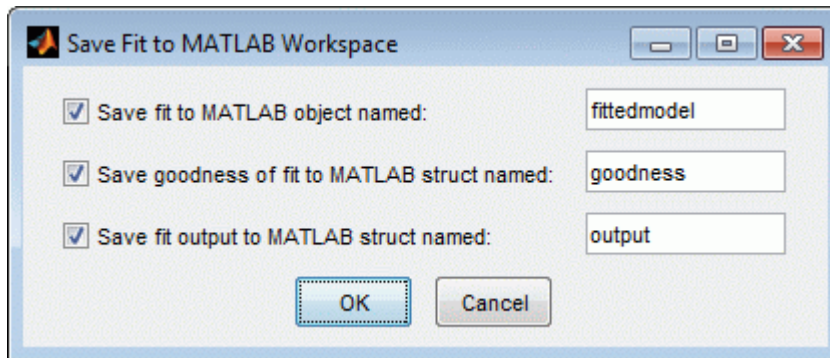 Save Fit to MATLAB Workspace
Save fit to MATLAB object named: fittedmodel
Save goodness of fit to MATLAB struct named: goodness
Save fit output to MATLAB struct named: output
OK Cancel